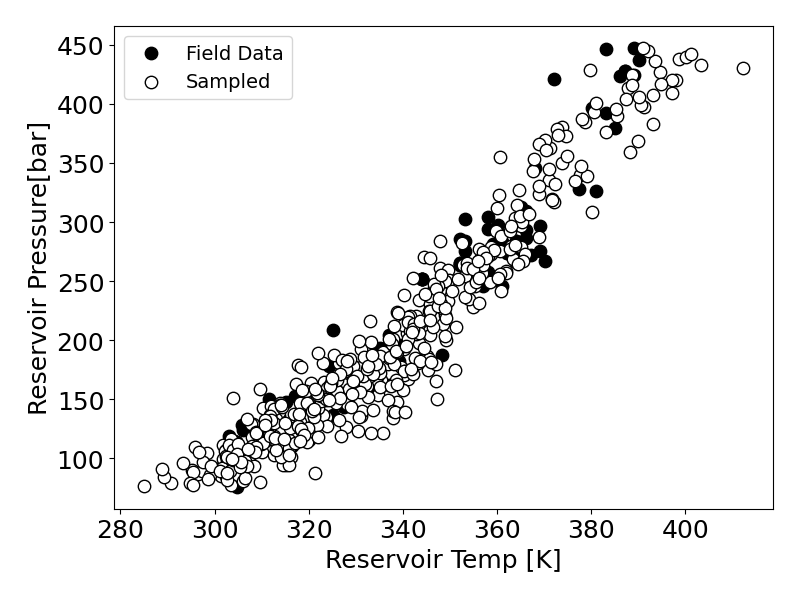 Field Data
Sampled
450
400
350
300
250
200
150
100
Reservoir Pressure[bar]
280 300 320 340 360 380 400
Reservoir Temp [K]